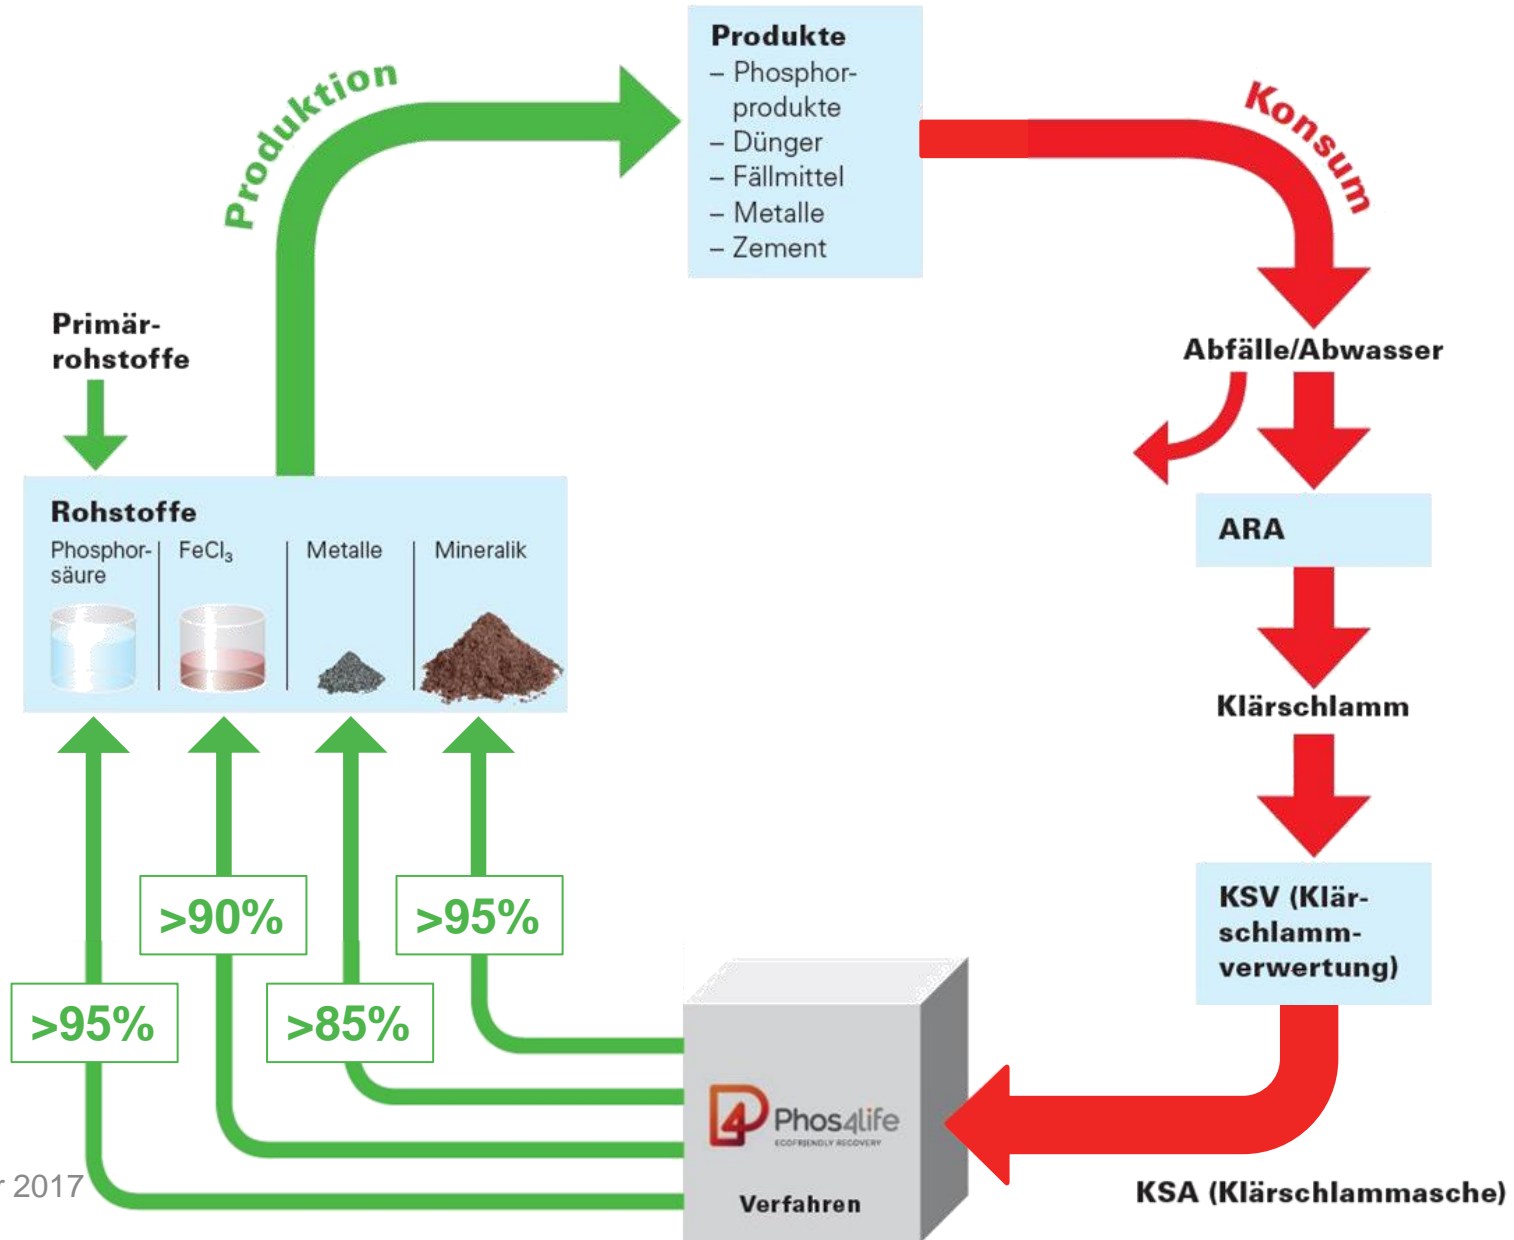 Produktion
Produkte
– Phosphor-
produkte
– Dünger
– Fällmittel
– Metalle
– Zement
Konsum
Primär-
rohstoffe
Abfälle/Abwasser
Rohstoffe
Phosphor-
säure
FeCl₃
Metalle
Mineralik
ARA
Klärschlamm
>90%
>95%
>95%
>85%
KSV (Klär-
schlamm-
verwertung)
P4 Phos4life
ECOFRIENDLY RECOVERY
Verfahren
KSA (Klärschlammasche)
r 2017